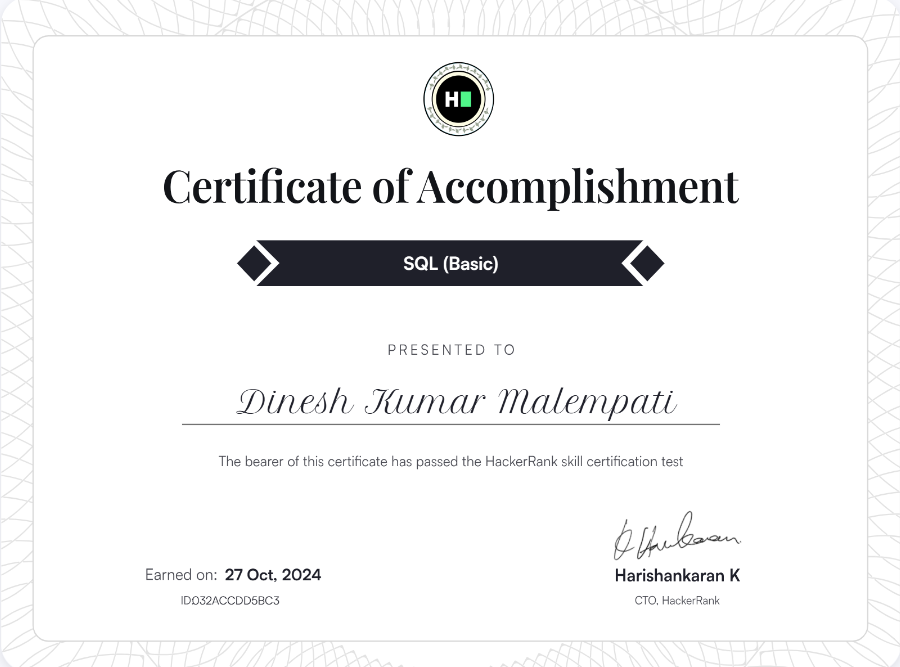 H
Certificate of Accomplishment
SQL (Basic)
PRESENTED TO
Dinesh Kumar Malempati
The bearer of this certificate has passed the HackerRank skill certification test
Earned on: 27 Oct, 2024
ID:032ACCDD5BC3
Harishankaran K
CTO, HackerRank